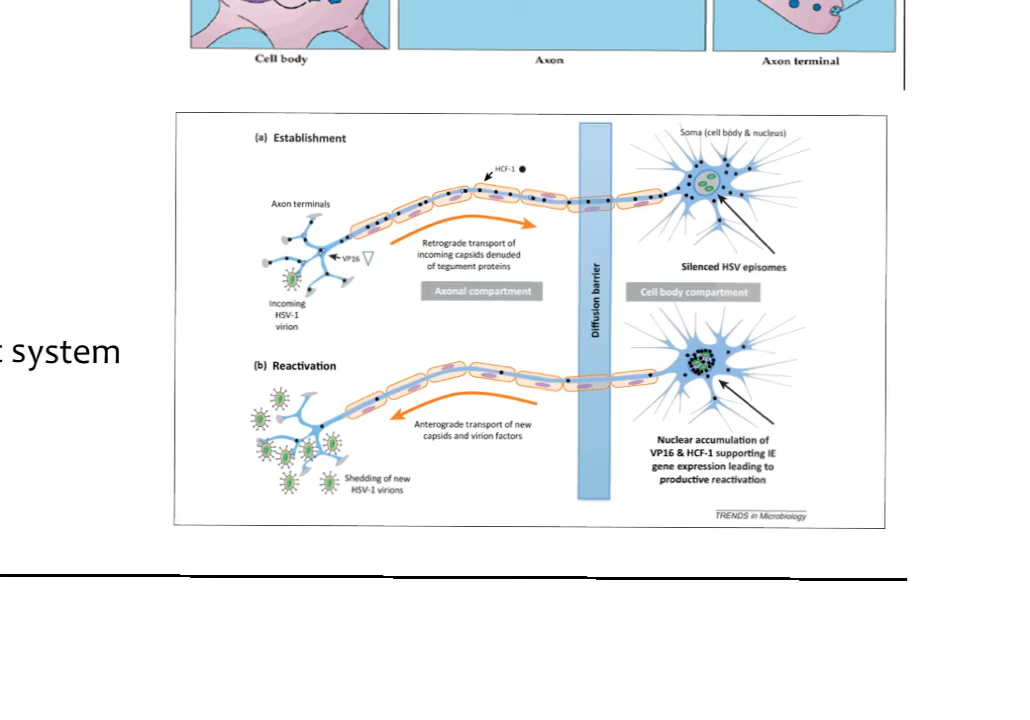 Cell body
Axon
Axon terminal
(a) Establishment
Soma (cell body & nucleus)
HCF-1
Axon terminals
VP16
Retrograde transport of
incoming capsids denuded
of tegument proteins
Silenced HSV episomes
Axonal compartment
Diffusion barrier
Cell body compartment
Incoming
HSV-1
virion
system
(b) Reactivation
Anterograde transport of new
capsids and virion factors
Nuclear accumulation of
VP16 & HCF-1 supporting IE
gene expression leading to
productive reactivation
Shedding of new
HSV-1 virions
TRENDS in Microbiology